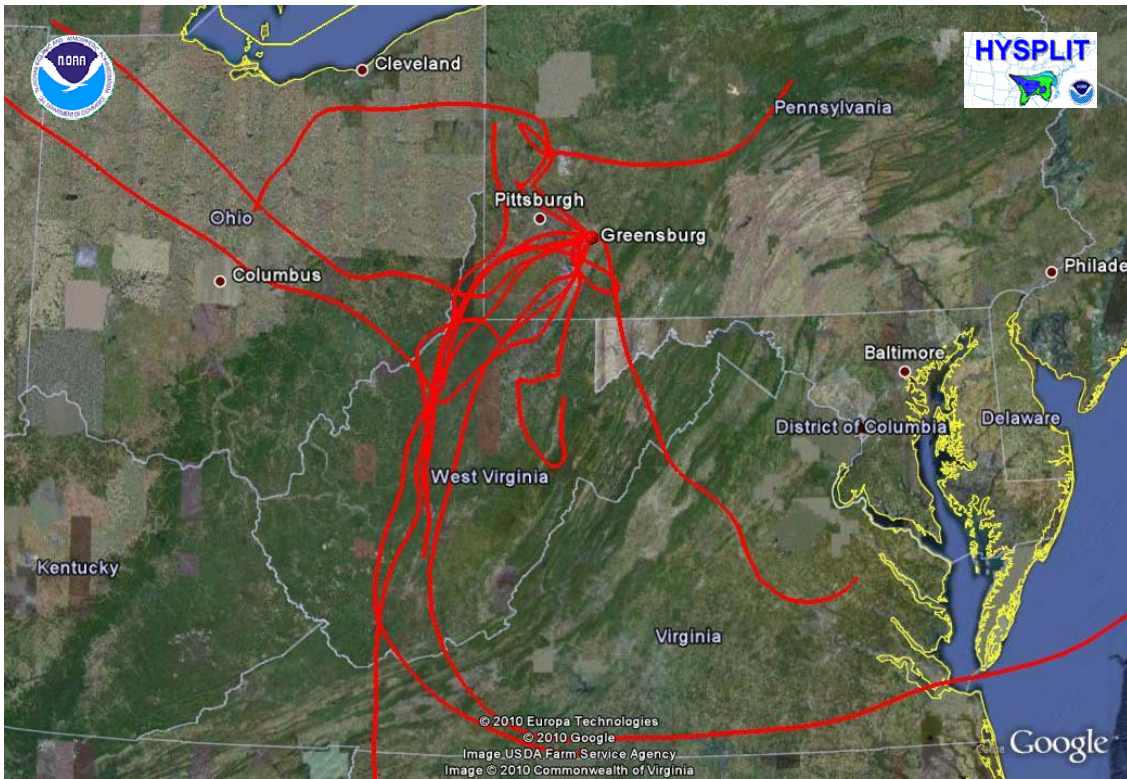 NOAA
HYSPLIT
Cleveland
Pennsylvania
Pittsburgh
Ohio
Greensburg
Columbus
Philade
Baltimore
District of Columbia
Delaware
West Virginia
Kentucky
Virginia
© 2010 Europa Technologies
© 2010 Google
Image USDA Farm Service Agency
Image © 2010 Commonwealth of Virginia
Google